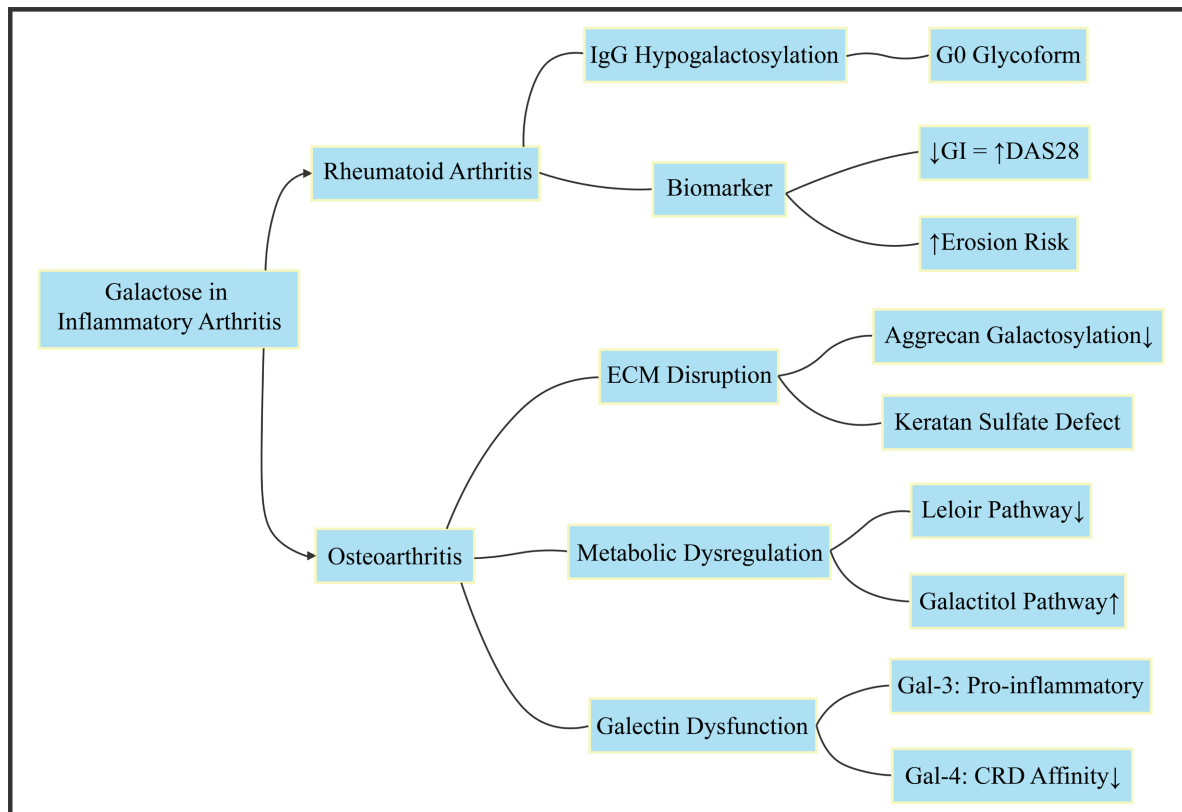 Galactose in
Inflammatory Arthritis
Rheumatoid Arthritis
IgG Hypogalactosylation
G0 Glycoform
Biomarker
↓GI = ↑DAS28
↑Erosion Risk
Osteoarthritis
ECM Disruption
Aggrecan Galactosylation↓
Keratan Sulfate Defect
Metabolic Dysregulation
Leloir Pathway↓
Galactitol Pathway↑
Galectin Dysfunction
Gal-3: Pro-inflammatory
Gal-4: CRD Affinity↓